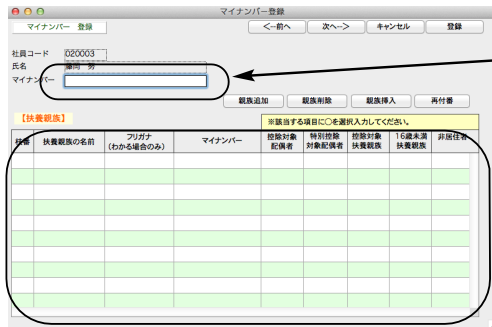 マイナンバー登録
マイナンバー 登録
<--前へ 次へ--> キャンセル 登録
社員コード 020003
氏名 藤岡 努
マイナンバー
親族追加 親族削除 親族挿入 再付番
【扶養親族】 ※該当する項目に○を選択入力してください。
枝番 扶養親族の名前 フリガナ (わかる場合のみ) マイナンバー 控除対象 配偶者 特別控除 対象配偶者 控除対象 扶養親族 16歳未満 扶養親族 非居住者